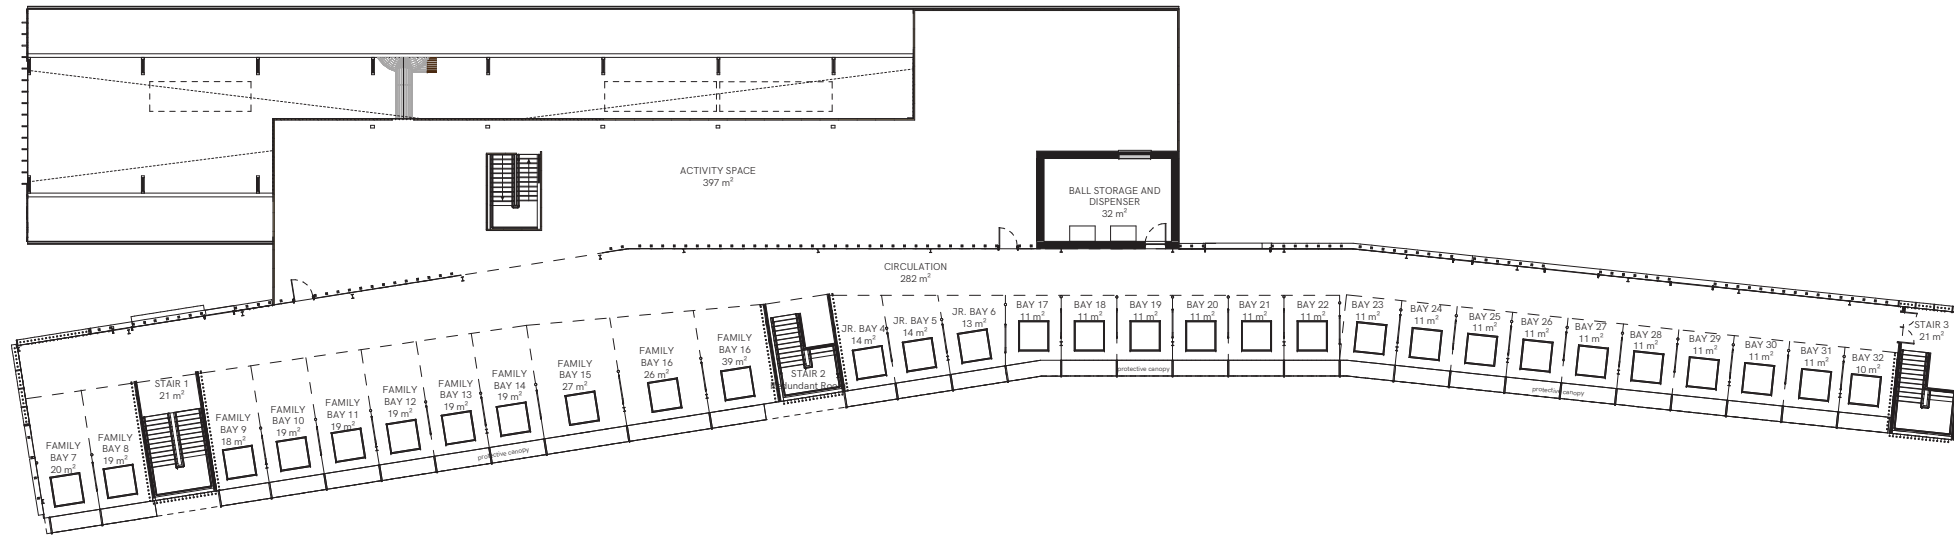 ACTIVITY SPACE
397 m²
BALL STORAGE AND
DISPENSER
32 m²
CIRCULATION
282 m²
FAMILY
BAY 7
20 m²
FAMILY
BAY 8
19 m²
STAIR 1
21 m²
FAMILY
BAY 9
18 m²
FAMILY
BAY 10
19 m²
FAMILY
BAY 11
19 m²
FAMILY
BAY 12
19 m²
FAMILY
BAY 13
19 m²
FAMILY
BAY 14
19 m²
FAMILY
BAY 15
27 m²
FAMILY
BAY 16
26 m²
FAMILY
BAY 16
39 m²
STAIR 2
JR. BAY 4
14 m²
JR. BAY 5
14 m²
JR. BAY 6
13 m²
BAY 17
11 m²
BAY 18
11 m²
BAY 19
11 m²
BAY 20
11 m²
BAY 21
11 m²
BAY 22
11 m²
BAY 23
11 m²
BAY 24
11 m²
BAY 25
11 m²
BAY 26
11 m²
BAY 27
11 m²
BAY 28
11 m²
BAY 29
11 m²
BAY 30
11 m²
BAY 31
11 m²
BAY 32
10 m²
STAIR 3
21 m²
protective canopy
protective canopy
protective canopy